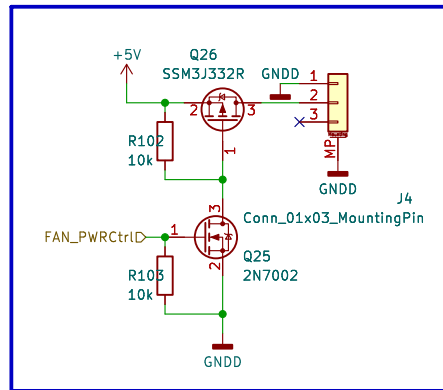 +5V
Q26
SSM3J332R
GNDD
1
2
3
2
3
1
MP
R102
10k
GNDD
J4
Conn_01x03_MountingPin
3
FAN_PWRCtrl
1
2
Q25
2N7002
R103
10k
GNDD